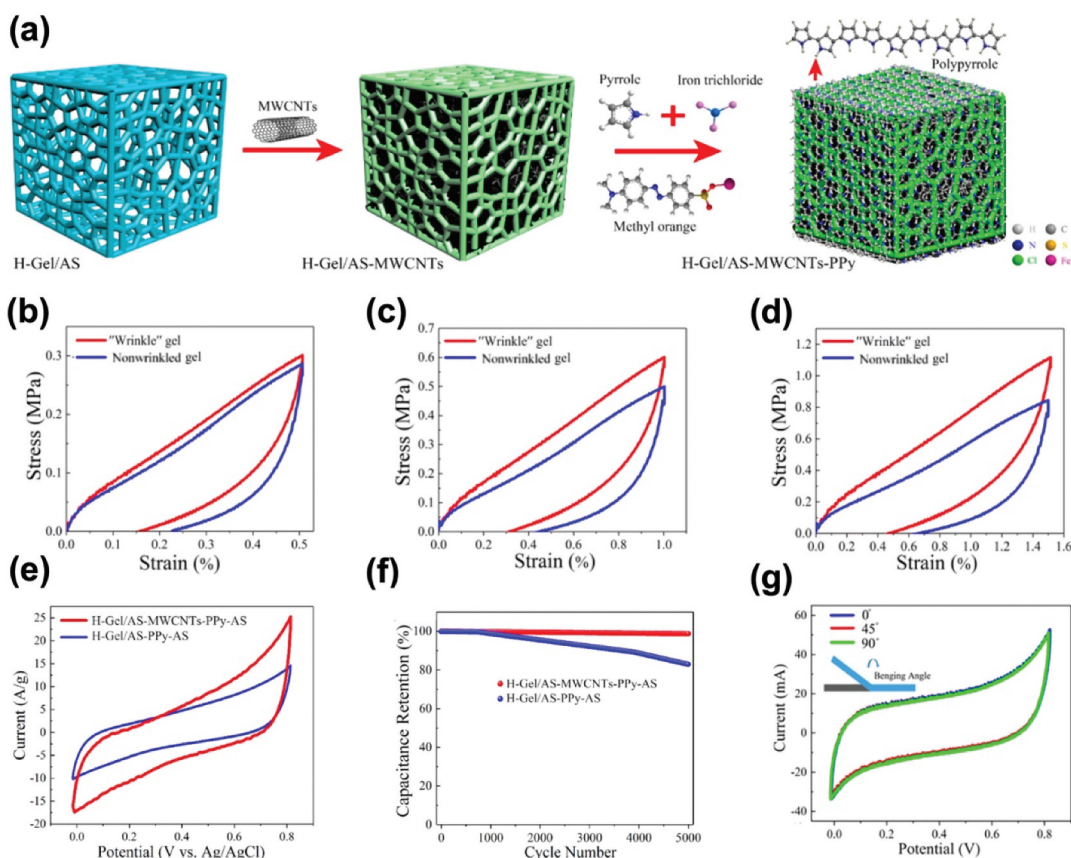 (a)
MWCNTs
Pyrrole
Iron trichloride
Methyl orange
Polypyrrole
H-Gel/AS
H-Gel/AS-MWCNTs
H-Gel/AS-MWCNTs-PPy
H C
N S
Cl Fe
(b)
"Wrinkle" gel
Nonwrinkled gel
Stress (MPa)
0.3
0.2
0.1
0.0
0.0 0.1 0.2 0.3 0.4 0.5
Strain (%)
(c)
"Wrinkle" gel
Nonwrinkled gel
Stress (MPa)
0.7
0.6
0.5
0.4
0.3
0.2
0.1
0.0
0.0 0.2 0.4 0.6 0.8 1.0
Strain (%)
(d)
"Wrinkle" gel
Nonwrinkled gel
Stress (MPa)
1.2
1.0
0.8
0.6
0.4
0.2
0.0
0.0 0.2 0.4 0.6 0.8 1.0 1.2 1.4 1.6
Strain (%)
(e)
H-Gel/AS-MWCNTs-PPy-AS
H-Gel/AS-PPy-AS
Current (A/g)
25
20
15
10
5
0
-5
-10
-15
-20
0.0 0.2 0.4 0.6 0.8
Potential (V vs. Ag/AgCl)
(f)
H-Gel/AS-MWCNTs-PPy-AS
H-Gel/AS-PPy-AS
Capacitance Retention (%)
100
80
60
40
20
0
0 1000 2000 3000 4000 5000
Cycle Number
(g)
0°
45°
90°
Benging Angle
Current (mA)
60
40
20
0
-20
-40
0.0 0.2 0.4 0.6 0.8
Potential (V)